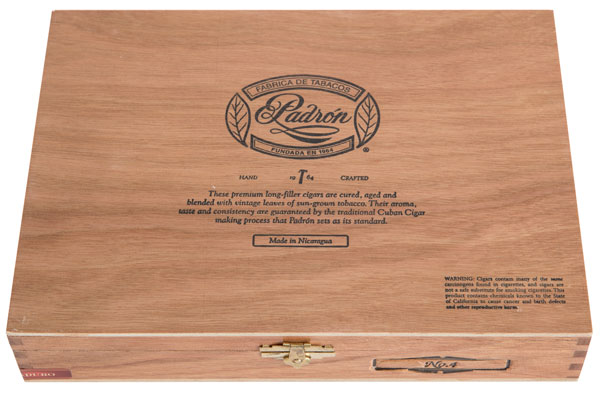 FABRICA DE TABACOS
Padrón
FUNDADA EN 1964
®
HAND 19 64 CRAFTED
These premium long-filler cigars are cured, aged and
blended with vintage leaves of sun-grown tobacco. Their aroma,
taste and consistency are guaranteed by the traditional Cuban Cigar
making process that Padrón sets as its standard.
Made in Nicaragua
WARNING: Cigars contain many of the same
carcinogens found in cigarettes, and cigars are
not a safe substitute for smoking cigarettes. This
product contains chemicals known to the State
of California to cause cancer and birth defects
and other reproductive harm.
No. 4